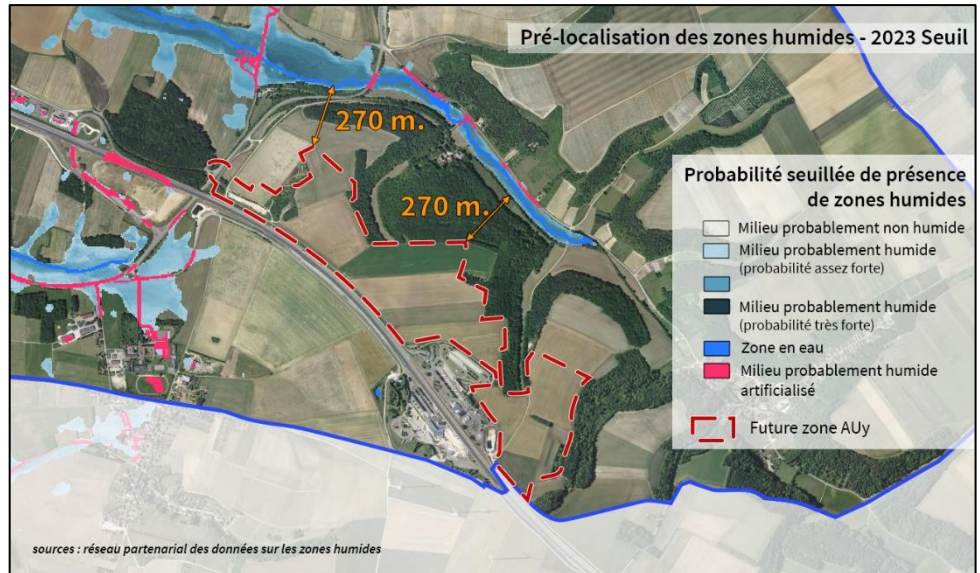 Pré-localisation des zones humides - 2023 Seuil
270 m.
270 m.
Probabilité seuillée de présence
de zones humides
Milieu probablement non humide
Milieu probablement humide
(probabilité assez forte)
Milieu probablement humide
(probabilité très forte)
Zone en eau
Milieu probablement humide
artificialisé
Future zone AUy
sources : réseau partenarial des données sur les zones humides